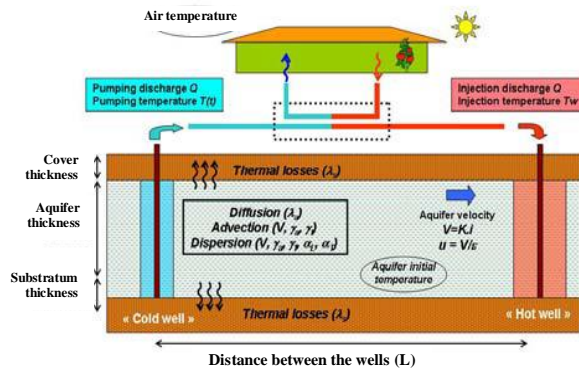 Air temperature
Pumping discharge Q
Pumping temperature T(t)
Injection discharge Q
Injection temperature Tw
Cover
thickness
Thermal losses (λs)
Aquifer
thickness
Diffusion (λa)
Advection (V, γa, γf)
Dispersion (V, γa, γf, αL, αt)
Aquifer velocity
V=K.i
u = V/ε
Aquifer initial
temperature
Substratum
thickness
« Cold well »
Thermal losses (λs)
« Hot well »
Distance between the wells (L)